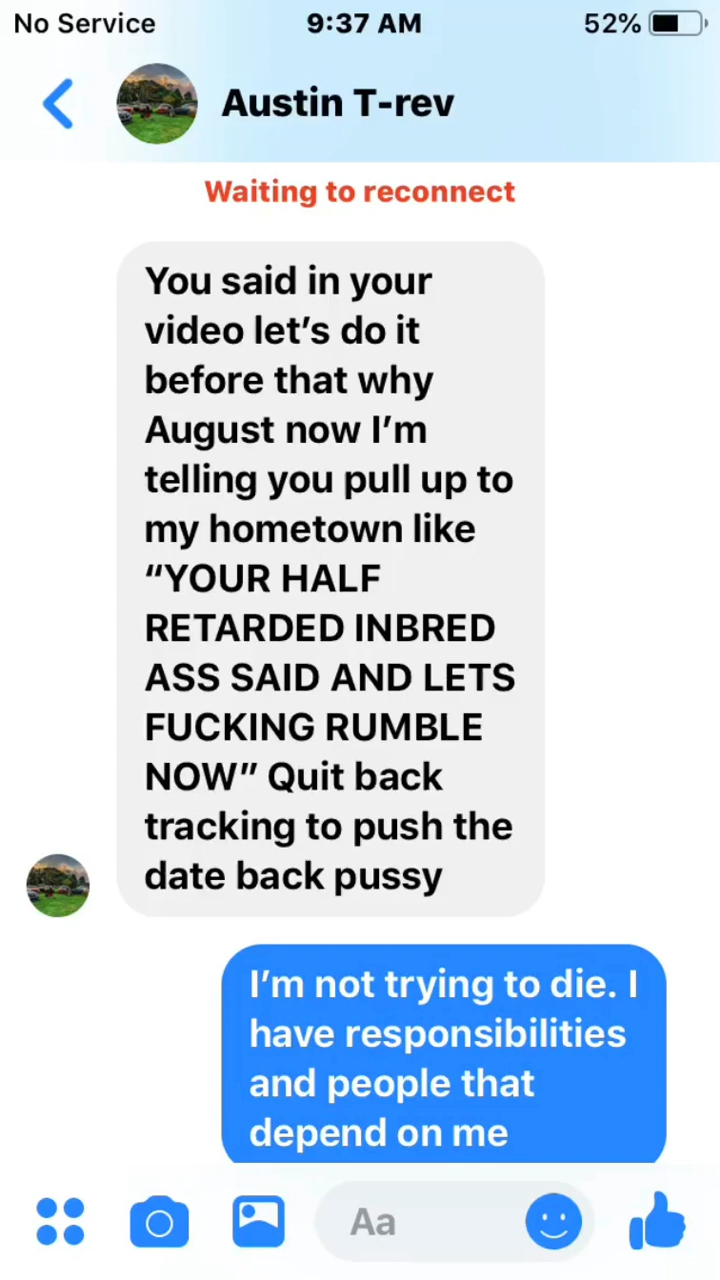 No Service 9:37 AM 52%
Austin T-rev
Waiting to reconnect
You said in your
video let’s do it
before that why
August now I’m
telling you pull up to
my hometown like
“YOUR HALF
RETARDED INBRED
ASS SAID AND LETS
FUCKING RUMBLE
NOW” Quit back
tracking to push the
date back pussy
I’m not trying to die. I
have responsibilities
and people that
depend on me
Aa